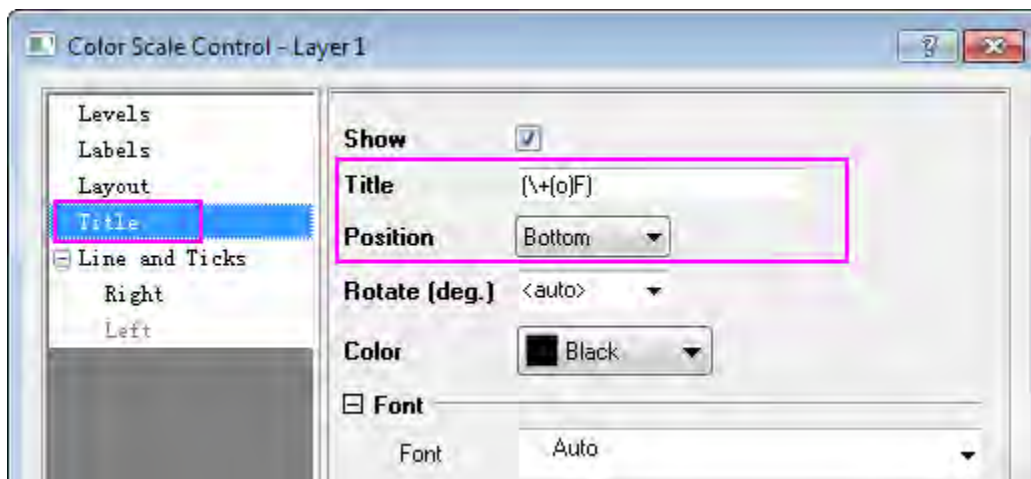 Color Scale Control - Layer 1
Levels
Labels
Layout
Title
Line and Ticks
Right
Left
Show
Title (\+(o)F)
Position Bottom
Rotate (deg.) <auto>
Color Black
Font
Font Auto